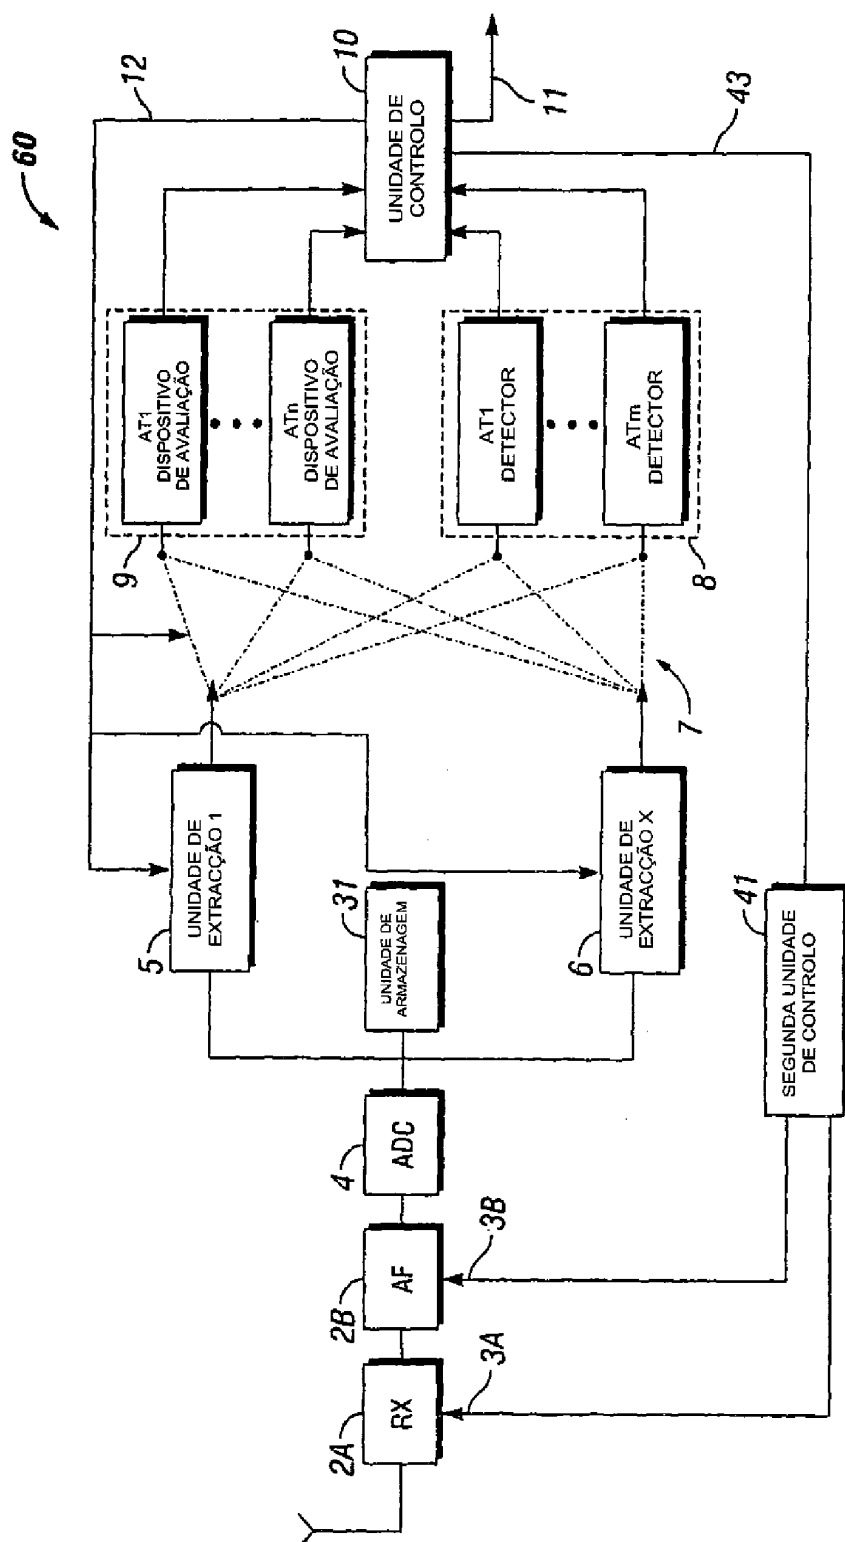 60
2A
RX
3A
2B
AF
3B
4
ADC
31
UNIDADE DE
ARMAZENAGEM
5
UNIDADE DE
EXTRACÇÃO 1
6
UNIDADE DE
EXTRACÇÃO X
7
9
AT1
DISPOSITIVO
DE AVALIAÇÃO
ATn
DISPOSITIVO
DE AVALIAÇÃO
8
AT1
DETECTOR
ATm
DETECTOR
12
10
UNIDADE DE
CONTROLO
11
43
41
SEGUNDA UNIDADE
DE CONTROLO